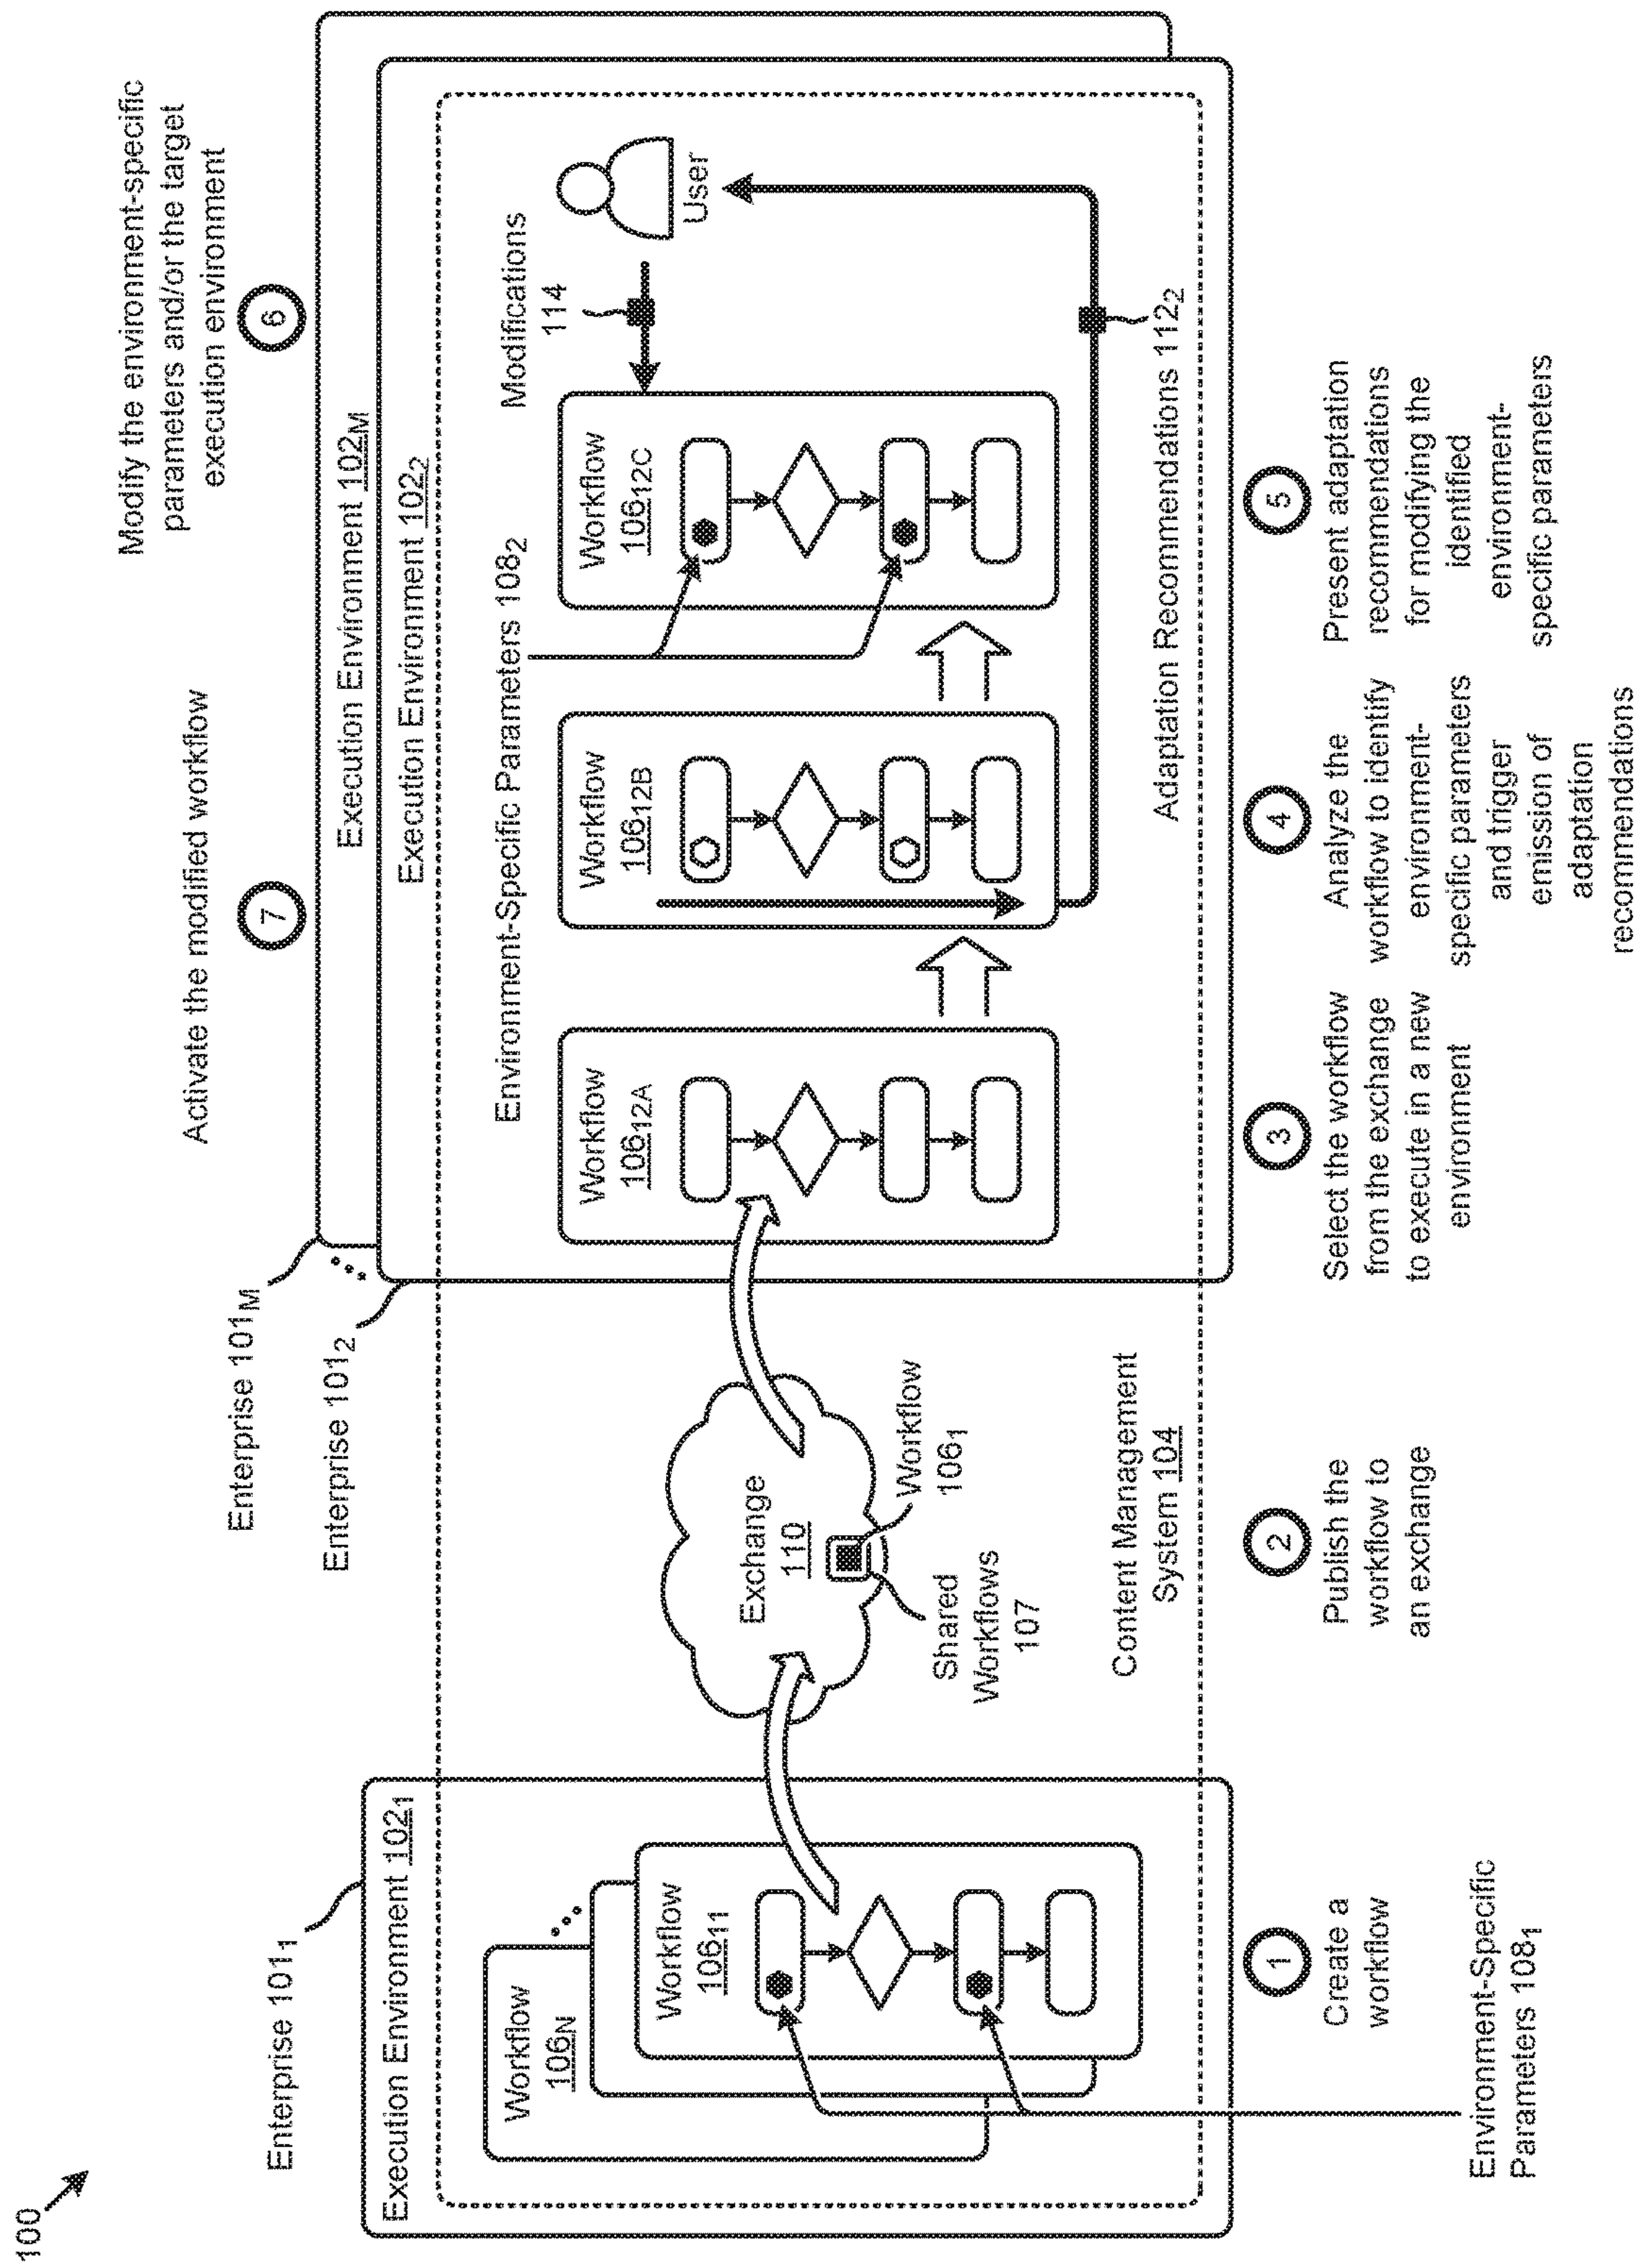 100
Enterprise 101₁
Execution Environment 102₁
Workflow
106N
Workflow
106₁₁
Environment-Specific
Parameters 108₁
1
Create a
workflow
Exchange
110
Shared
Workflows
107
Workflow
106₁
Content Management
System 104
2
Publish the
workflow to
an exchange
Enterprise 101M
Enterprise 101₂
Execution Environment 102M
Execution Environment 102₂
Environment-Specific Parameters 108₂
Workflow
106₁₂A
3
Select the workflow
from the exchange
to execute in a new
environment
Workflow
106₁₂B
4
Analyze the
workflow to identify
environment-
specific parameters
and trigger
emission of
adaptation
recommendations
Workflow
106₁₂C
Modifications
114
User
Adaptation Recommendations 112₂
5
Present adaptation
recommendations
for modifying the
identified
environment-
specific parameters
Modify the environment-specific
parameters and/or the target
execution environment
6
Activate the modified workflow
7